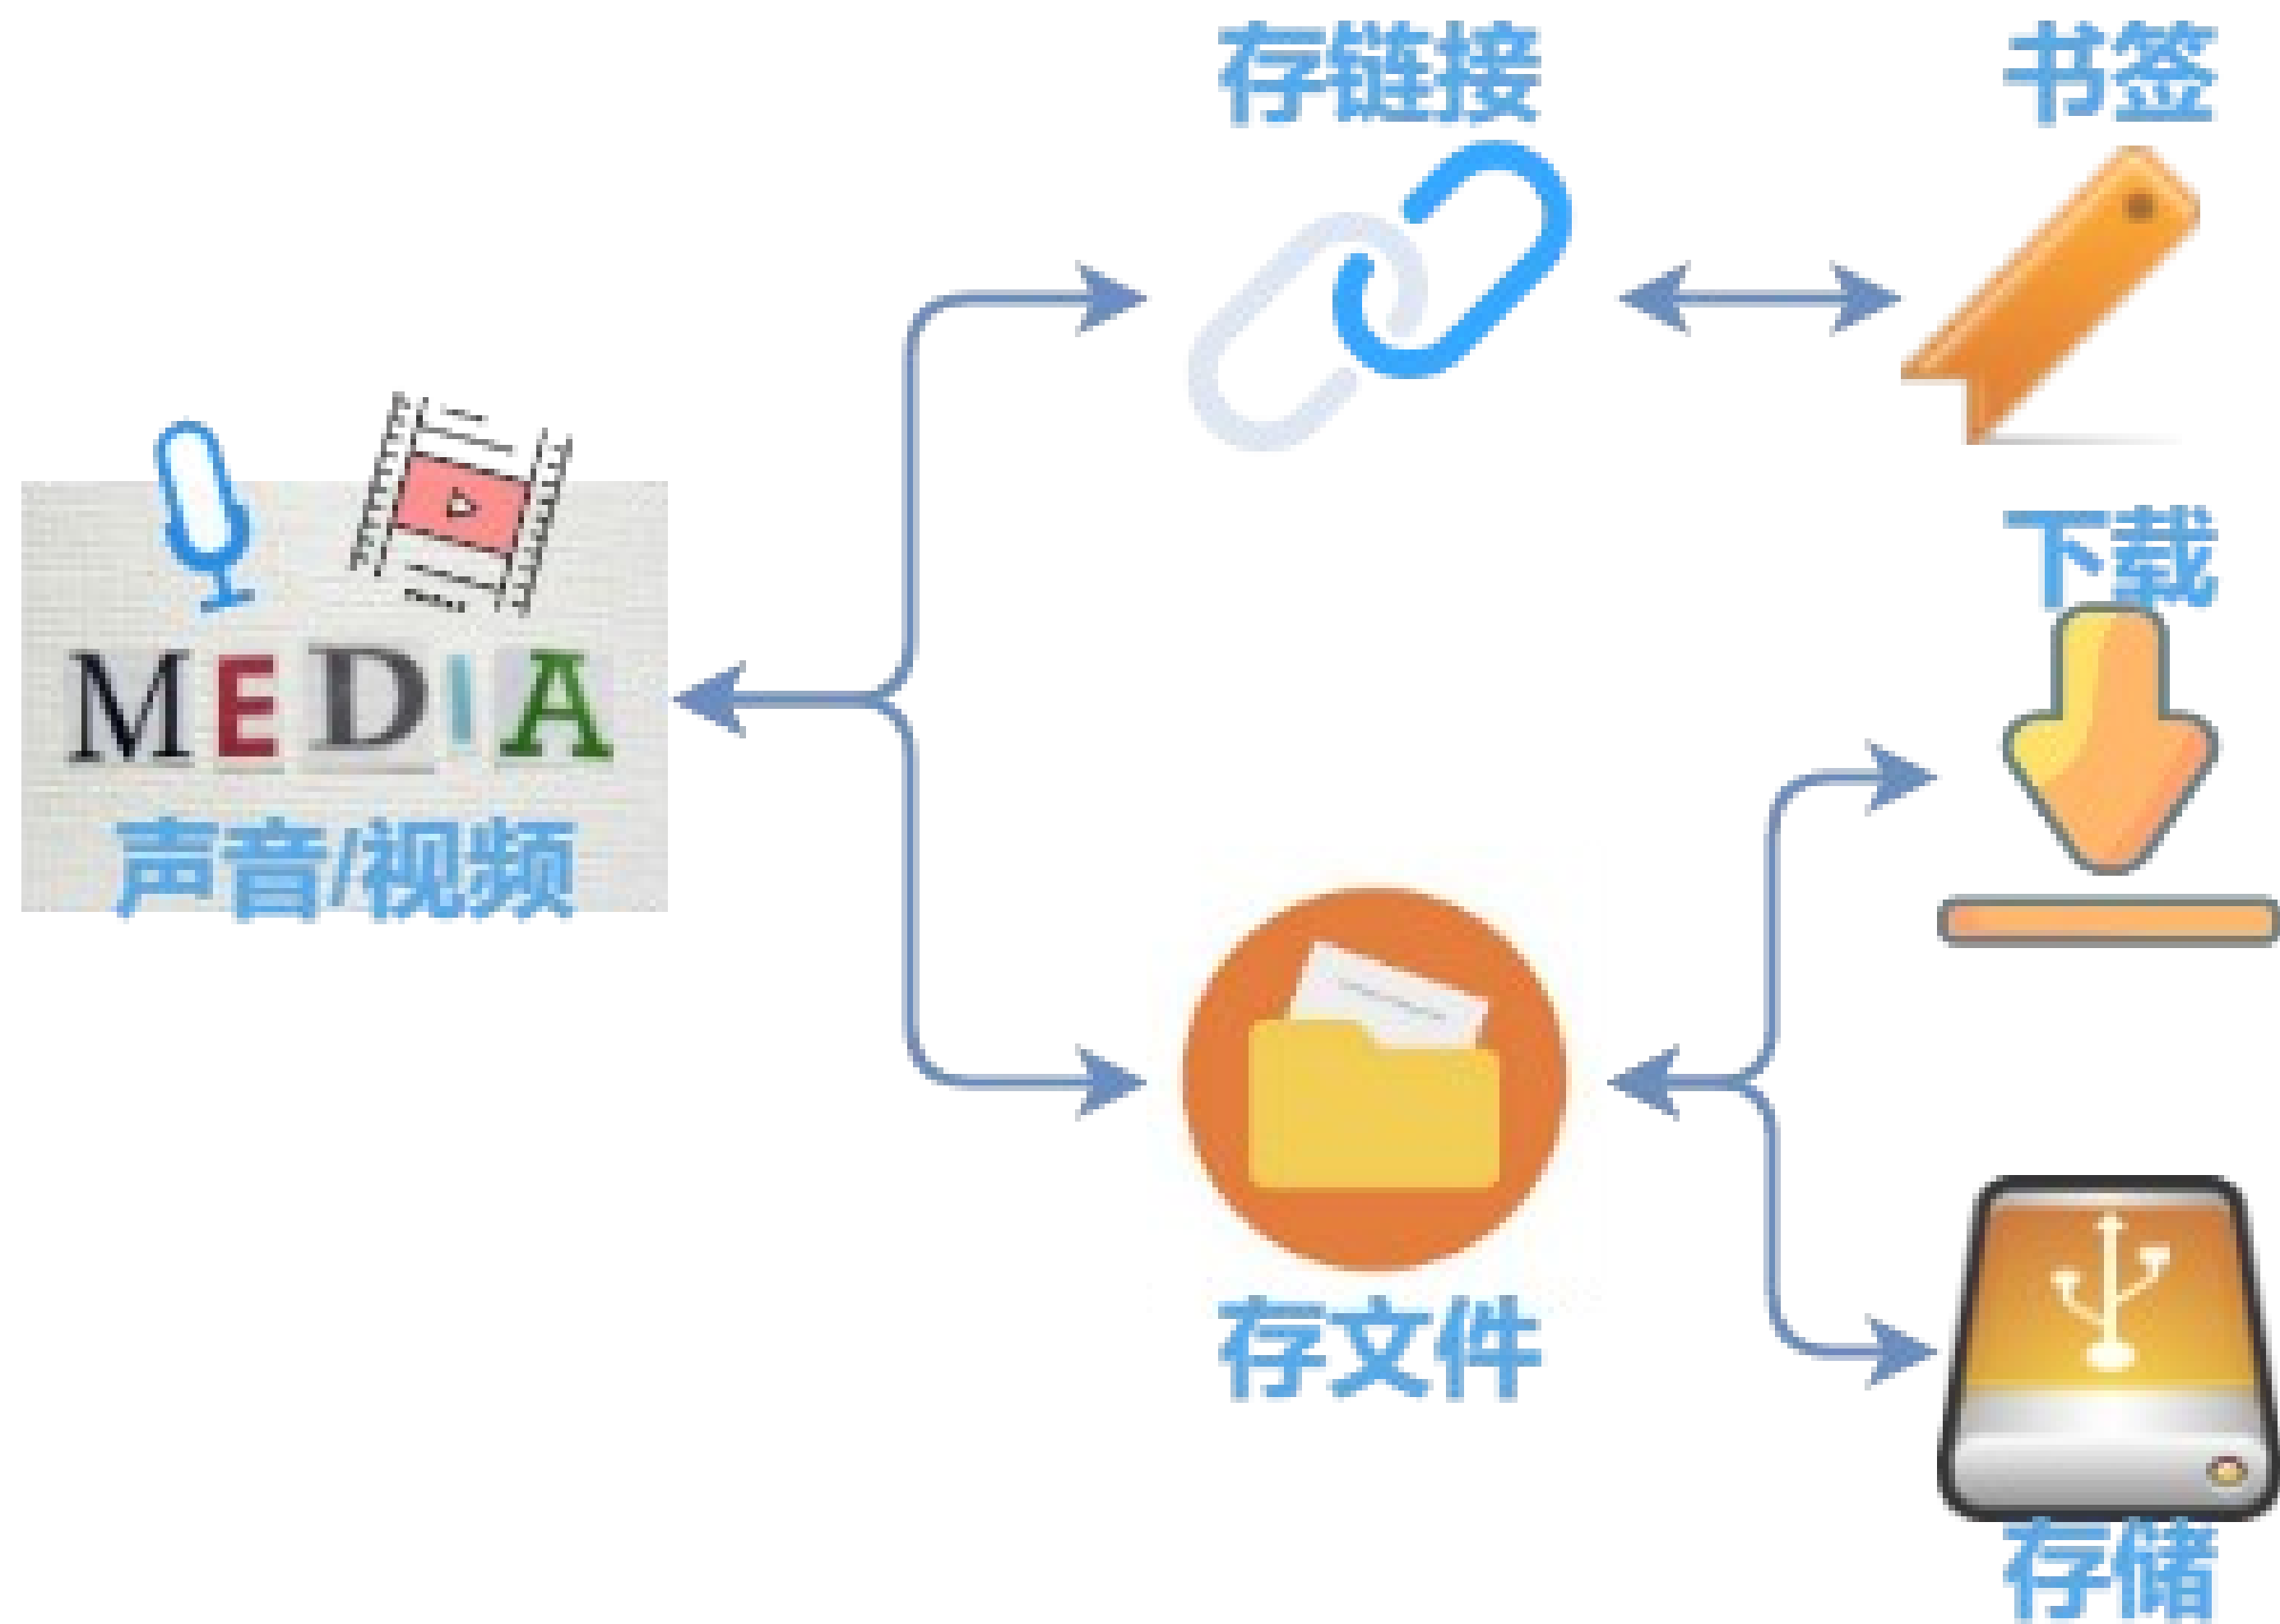 存链接
书签
下载
MEDIA
声音/视频
存文件
存储